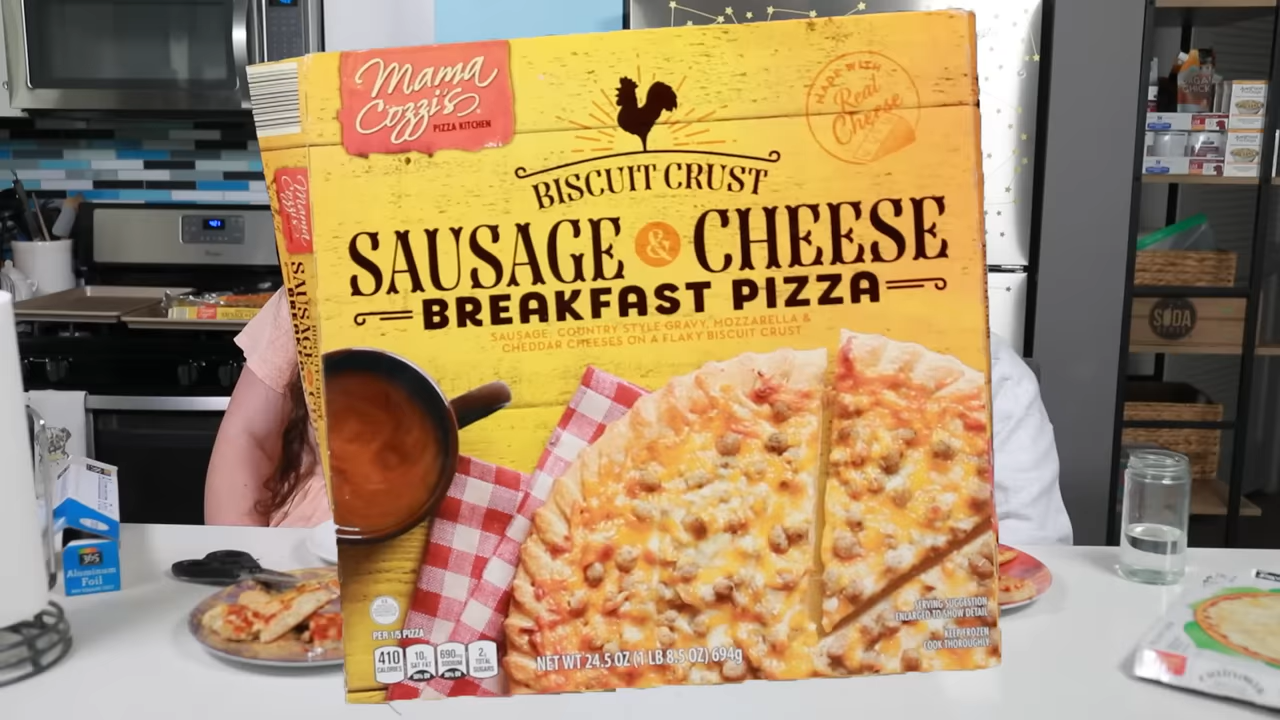 Mama
Cozzi's
PIZZA KITCHEN
MADE WITH
Real
Cheese
BISCUIT CRUST
SAUSAGE & CHEESE
BREAKFAST PIZZA
SAUSAGE, COUNTRY STYLE GRAVY, MOZZARELLA &
CHEDDAR CHEESES ON A FLAKY BISCUIT CRUST
SODA
365
Aluminum
Foil
PER 1/5 PIZZA
410
CALORIES
10g
SAT FAT
690mg
SODIUM
2g
TOTAL
SUGARS
NET WT 24.5 OZ (1 LB 8.5 OZ) 694g
SERVING SUGGESTION
ENLARGED TO SHOW DETAIL
KEEP FROZEN
COOK THOROUGHLY